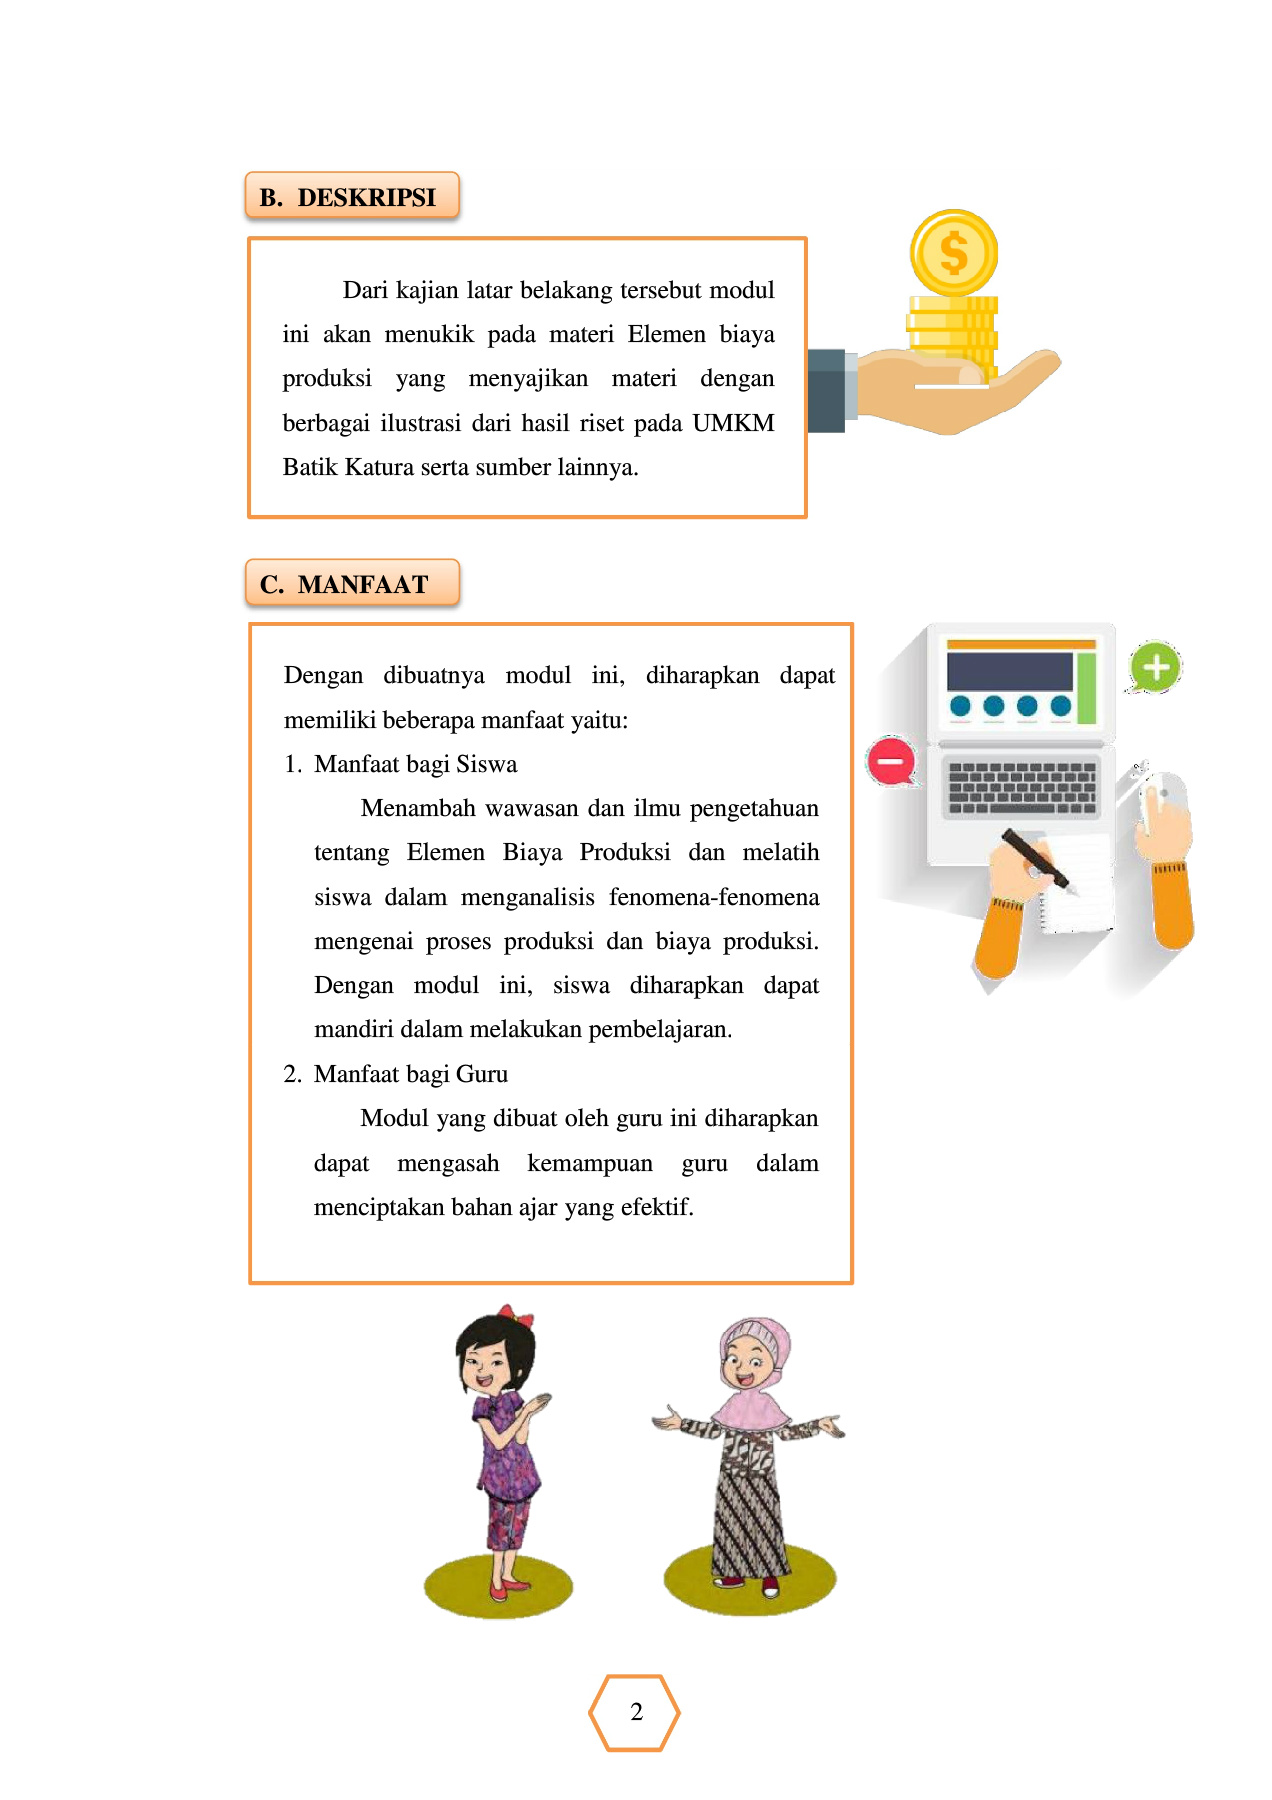 B. DESKRIPSI
Dari kajian latar belakang tersebut modul
ini akan menukik pada materi Elemen biaya
produksi yang menyajikan materi dengan
berbagai ilustrasi dari hasil riset pada UMKM
Batik Katura serta sumber lainnya.
$
C. MANFAAT
Dengan dibuatnya modul ini, diharapkan dapat
memiliki beberapa manfaat yaitu:
1. Manfaat bagi Siswa
Menambah wawasan dan ilmu pengetahuan
tentang Elemen Biaya Produksi dan melatih
siswa dalam menganalisis fenomena-fenomena
mengenai proses produksi dan biaya produksi.
Dengan modul ini, siswa diharapkan dapat
mandiri dalam melakukan pembelajaran.
2. Manfaat bagi Guru
Modul yang dibuat oleh guru ini diharapkan
dapat mengasah kemampuan guru dalam
menciptakan bahan ajar yang efektif.
2